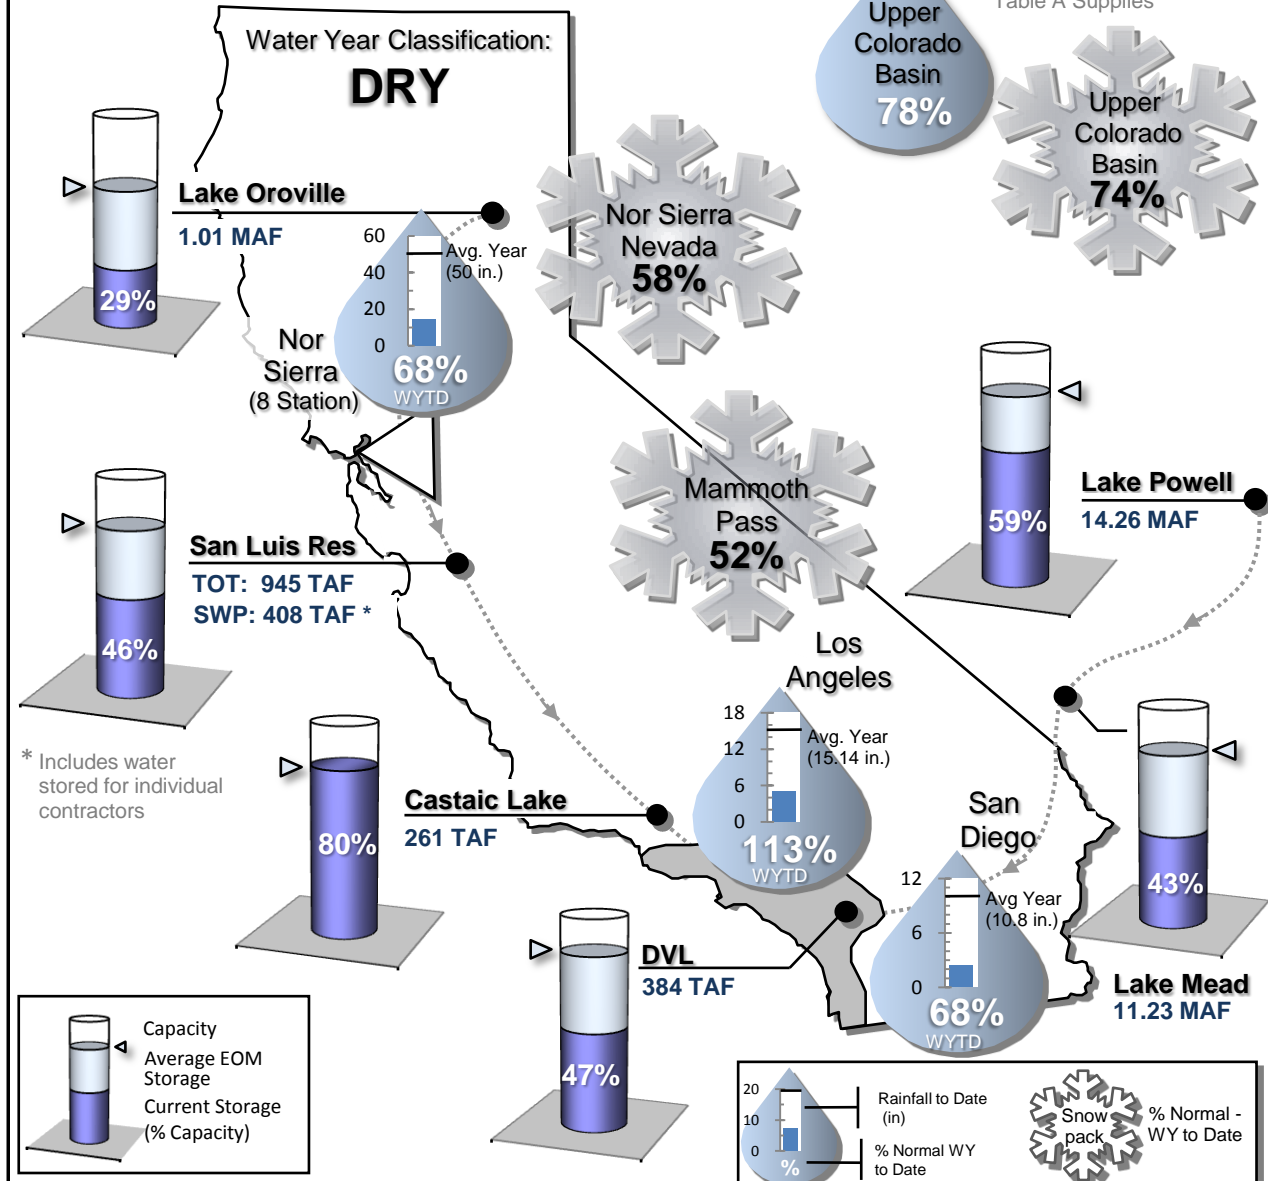 Table A Supplies
Upper
Colorado
Basin
78%
Water Year Classification:
DRY
Upper
Colorado
Basin
74%
Lake Oroville
1.01 MAF
29%
60
40
20
0
Avg. Year
(50 in.)
68%
WYTD
Nor
Sierra
(8 Station)
Nor Sierra
Nevada
58%
Mammoth
Pass
52%
Lake Powell
14.26 MAF
59%
San Luis Res
TOT: 945 TAF
SWP: 408 TAF *
46%
* Includes water
stored for individual
contractors
Los
Angeles
18
12
6
0
Avg. Year
(15.14 in.)
113%
WYTD
Castaic Lake
261 TAF
80%
San
Diego
12
6
0
Avg Year
(10.8 in.)
68%
WYTD
43%
Lake Mead
11.23 MAF
DVL
384 TAF
47%
Capacity
Average EOM
Storage
Current Storage
(% Capacity)
20
10
0
%
Rainfall to Date
(in)
% Normal WY
to Date
Snow
pack
% Normal -
WY to Date